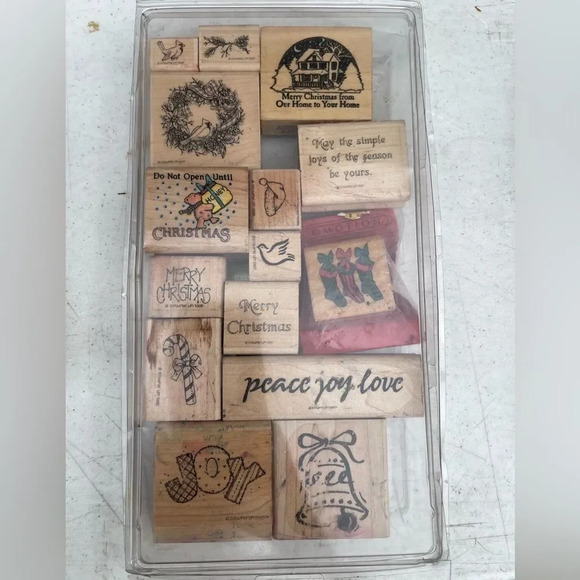 Merry Christmas from
Our Home to Your Home
May the simple
joys of the season
be yours.
Do Not Open Until
HONEY
CHRISTMAS
MERRY
CHRISTMAS
Merry
Christmas
peace joy love
JOY